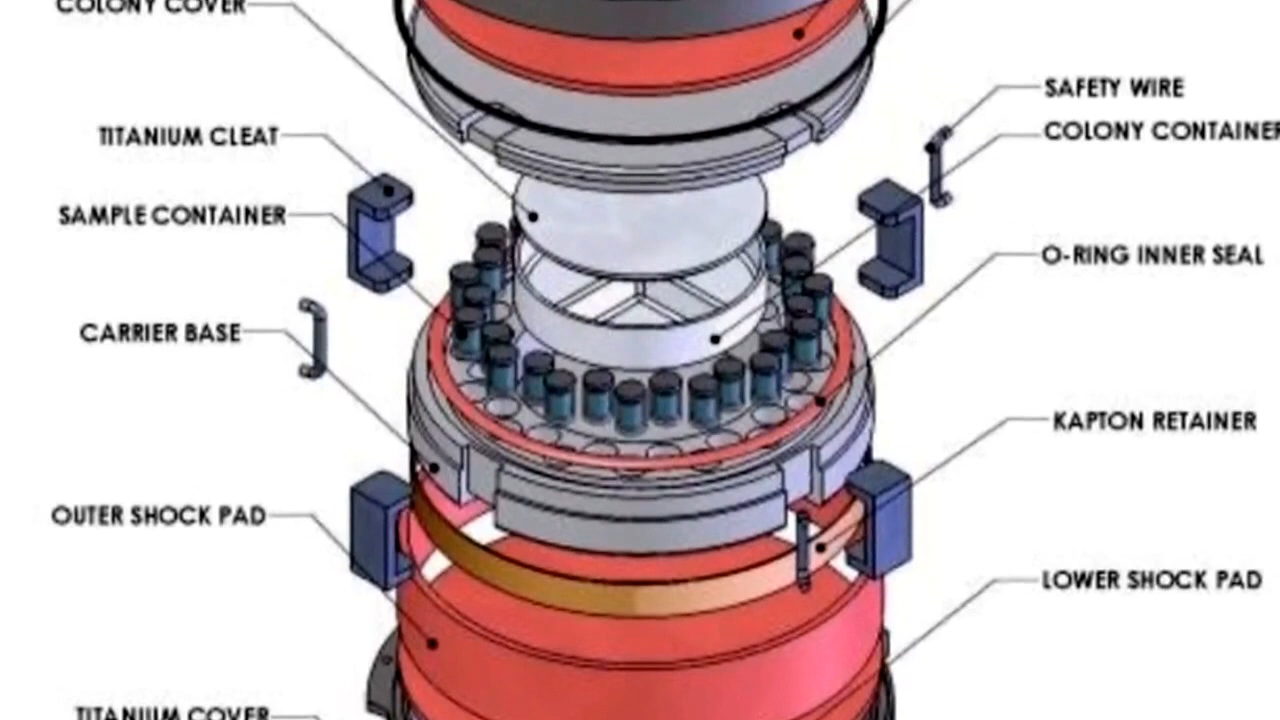 COLONY COVER
SAFETY WIRE
TITANIUM CLEAT
COLONY CONTAINER
SAMPLE CONTAINER
O-RING INNER SEAL
CARRIER BASE
KAPTON RETAINER
OUTER SHOCK PAD
LOWER SHOCK PAD
TITANIUM COVER